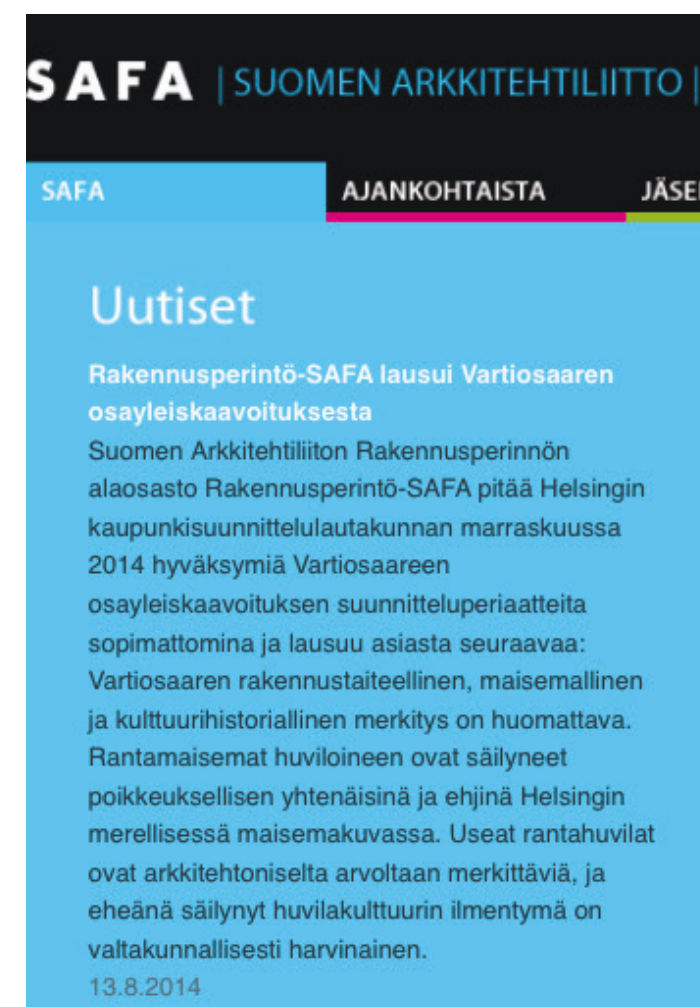 SAFA | SUOMEN ARKKITEHTILIITTO |
SAFA AJANKOHTAISTA JÄSE
Uutiset
Rakennusperintö-SAFA lausui Vartiosaaren
osayleiskaavoituksesta
Suomen Arkkitehtiliiton Rakennusperinnön
alaosasto Rakennusperintö-SAFA pitää Helsingin
kaupunkisuunnittelulautakunnan marraskuussa
2014 hyväksymiä Vartiosaareen
osayleiskaavoituksen suunnitteluperiaatteita
sopimattomina ja lausuu asiasta seuraavaa:
Vartiosaaren rakennustaiteellinen, maisemallinen
ja kulttuurihistoriallinen merkitys on huomattava.
Rantamaisemat huviloineen ovat säilyneet
poikkeuksellisen yhtenäisinä ja ehjinä Helsingin
merellisessä maisemakuvassa. Useat rantahuvilat
ovat arkkitehtoniselta arvoltaan merkittäviä, ja
eheänä säilynyt huvilakulttuurin ilmentymä on
valtakunnallisesti harvinainen.
13.8.2014